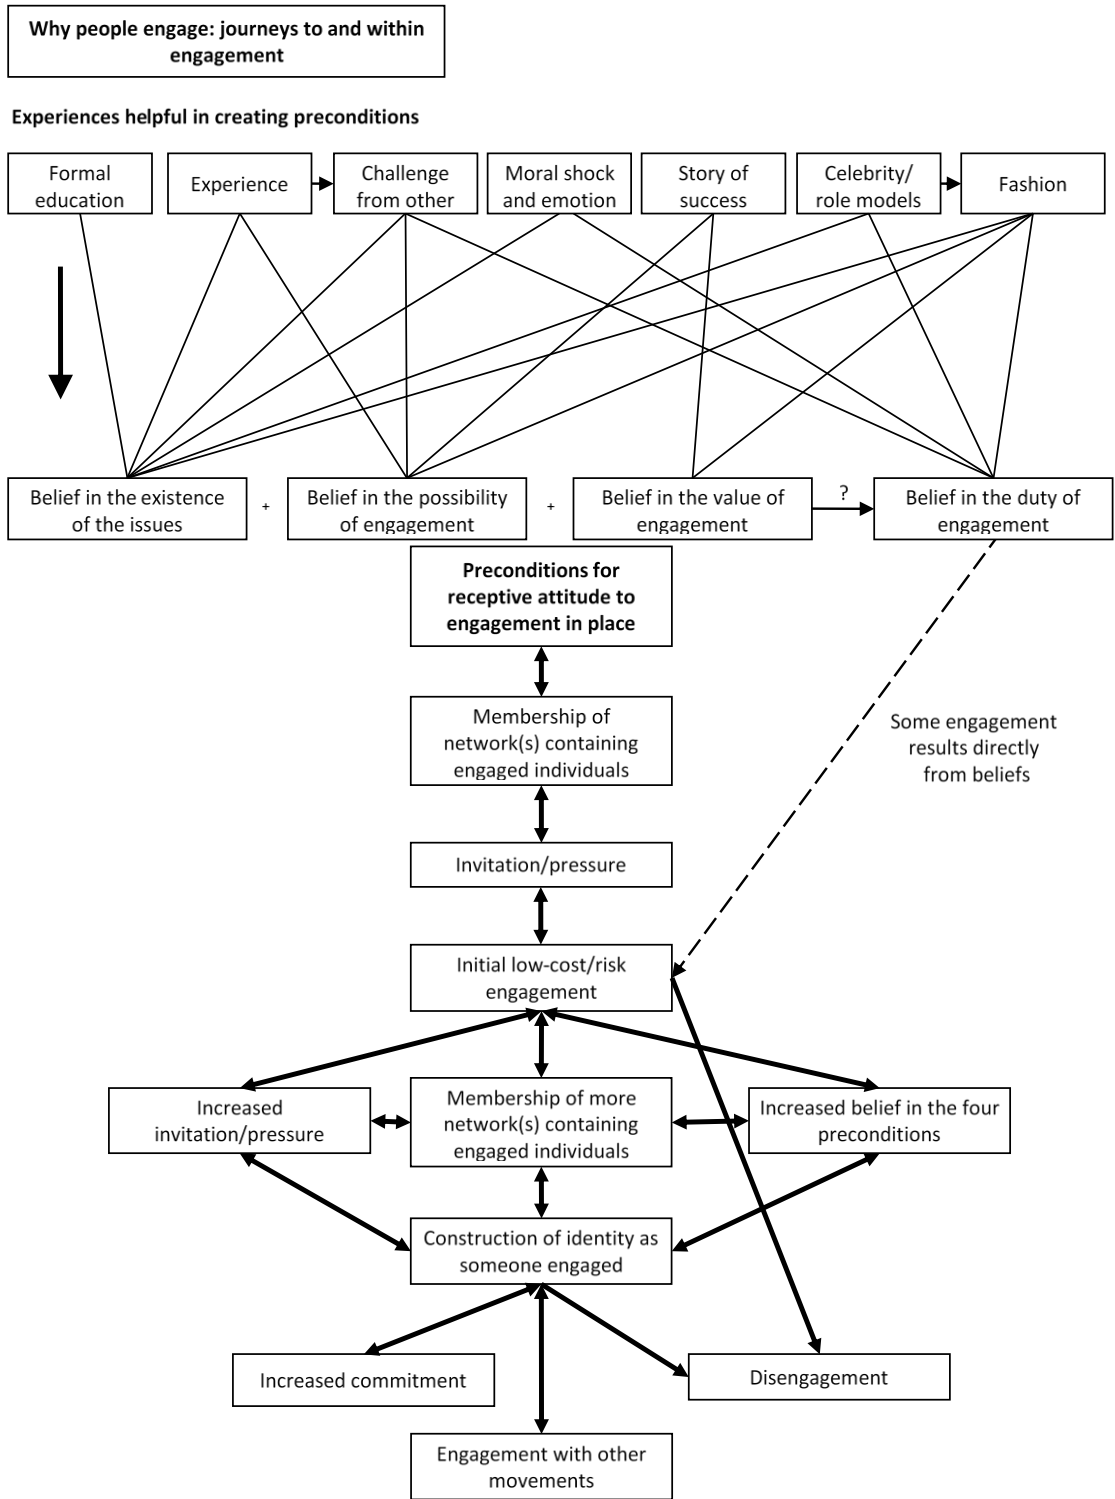 Why people engage: journeys to and within
engagement
Experiences helpful in creating preconditions
Formal
education
Experience
Challenge
from other
Moral shock
and emotion
Story of
success
Celebrity/
role models
Fashion
Belief in the existence
of the issues
+
Belief in the possibility
of engagement
+
Belief in the value of
engagement
?
Belief in the duty of
engagement
Preconditions for
receptive attitude to
engagement in place
Membership of
network(s) containing
engaged individuals
Some engagement
results directly
from beliefs
Invitation/pressure
Initial low-cost/risk
engagement
Increased
invitation/pressure
Membership of more
network(s) containing
engaged individuals
Increased belief in the four
preconditions
Construction of identity as
someone engaged
Increased commitment
Disengagement
Engagement with other
movements